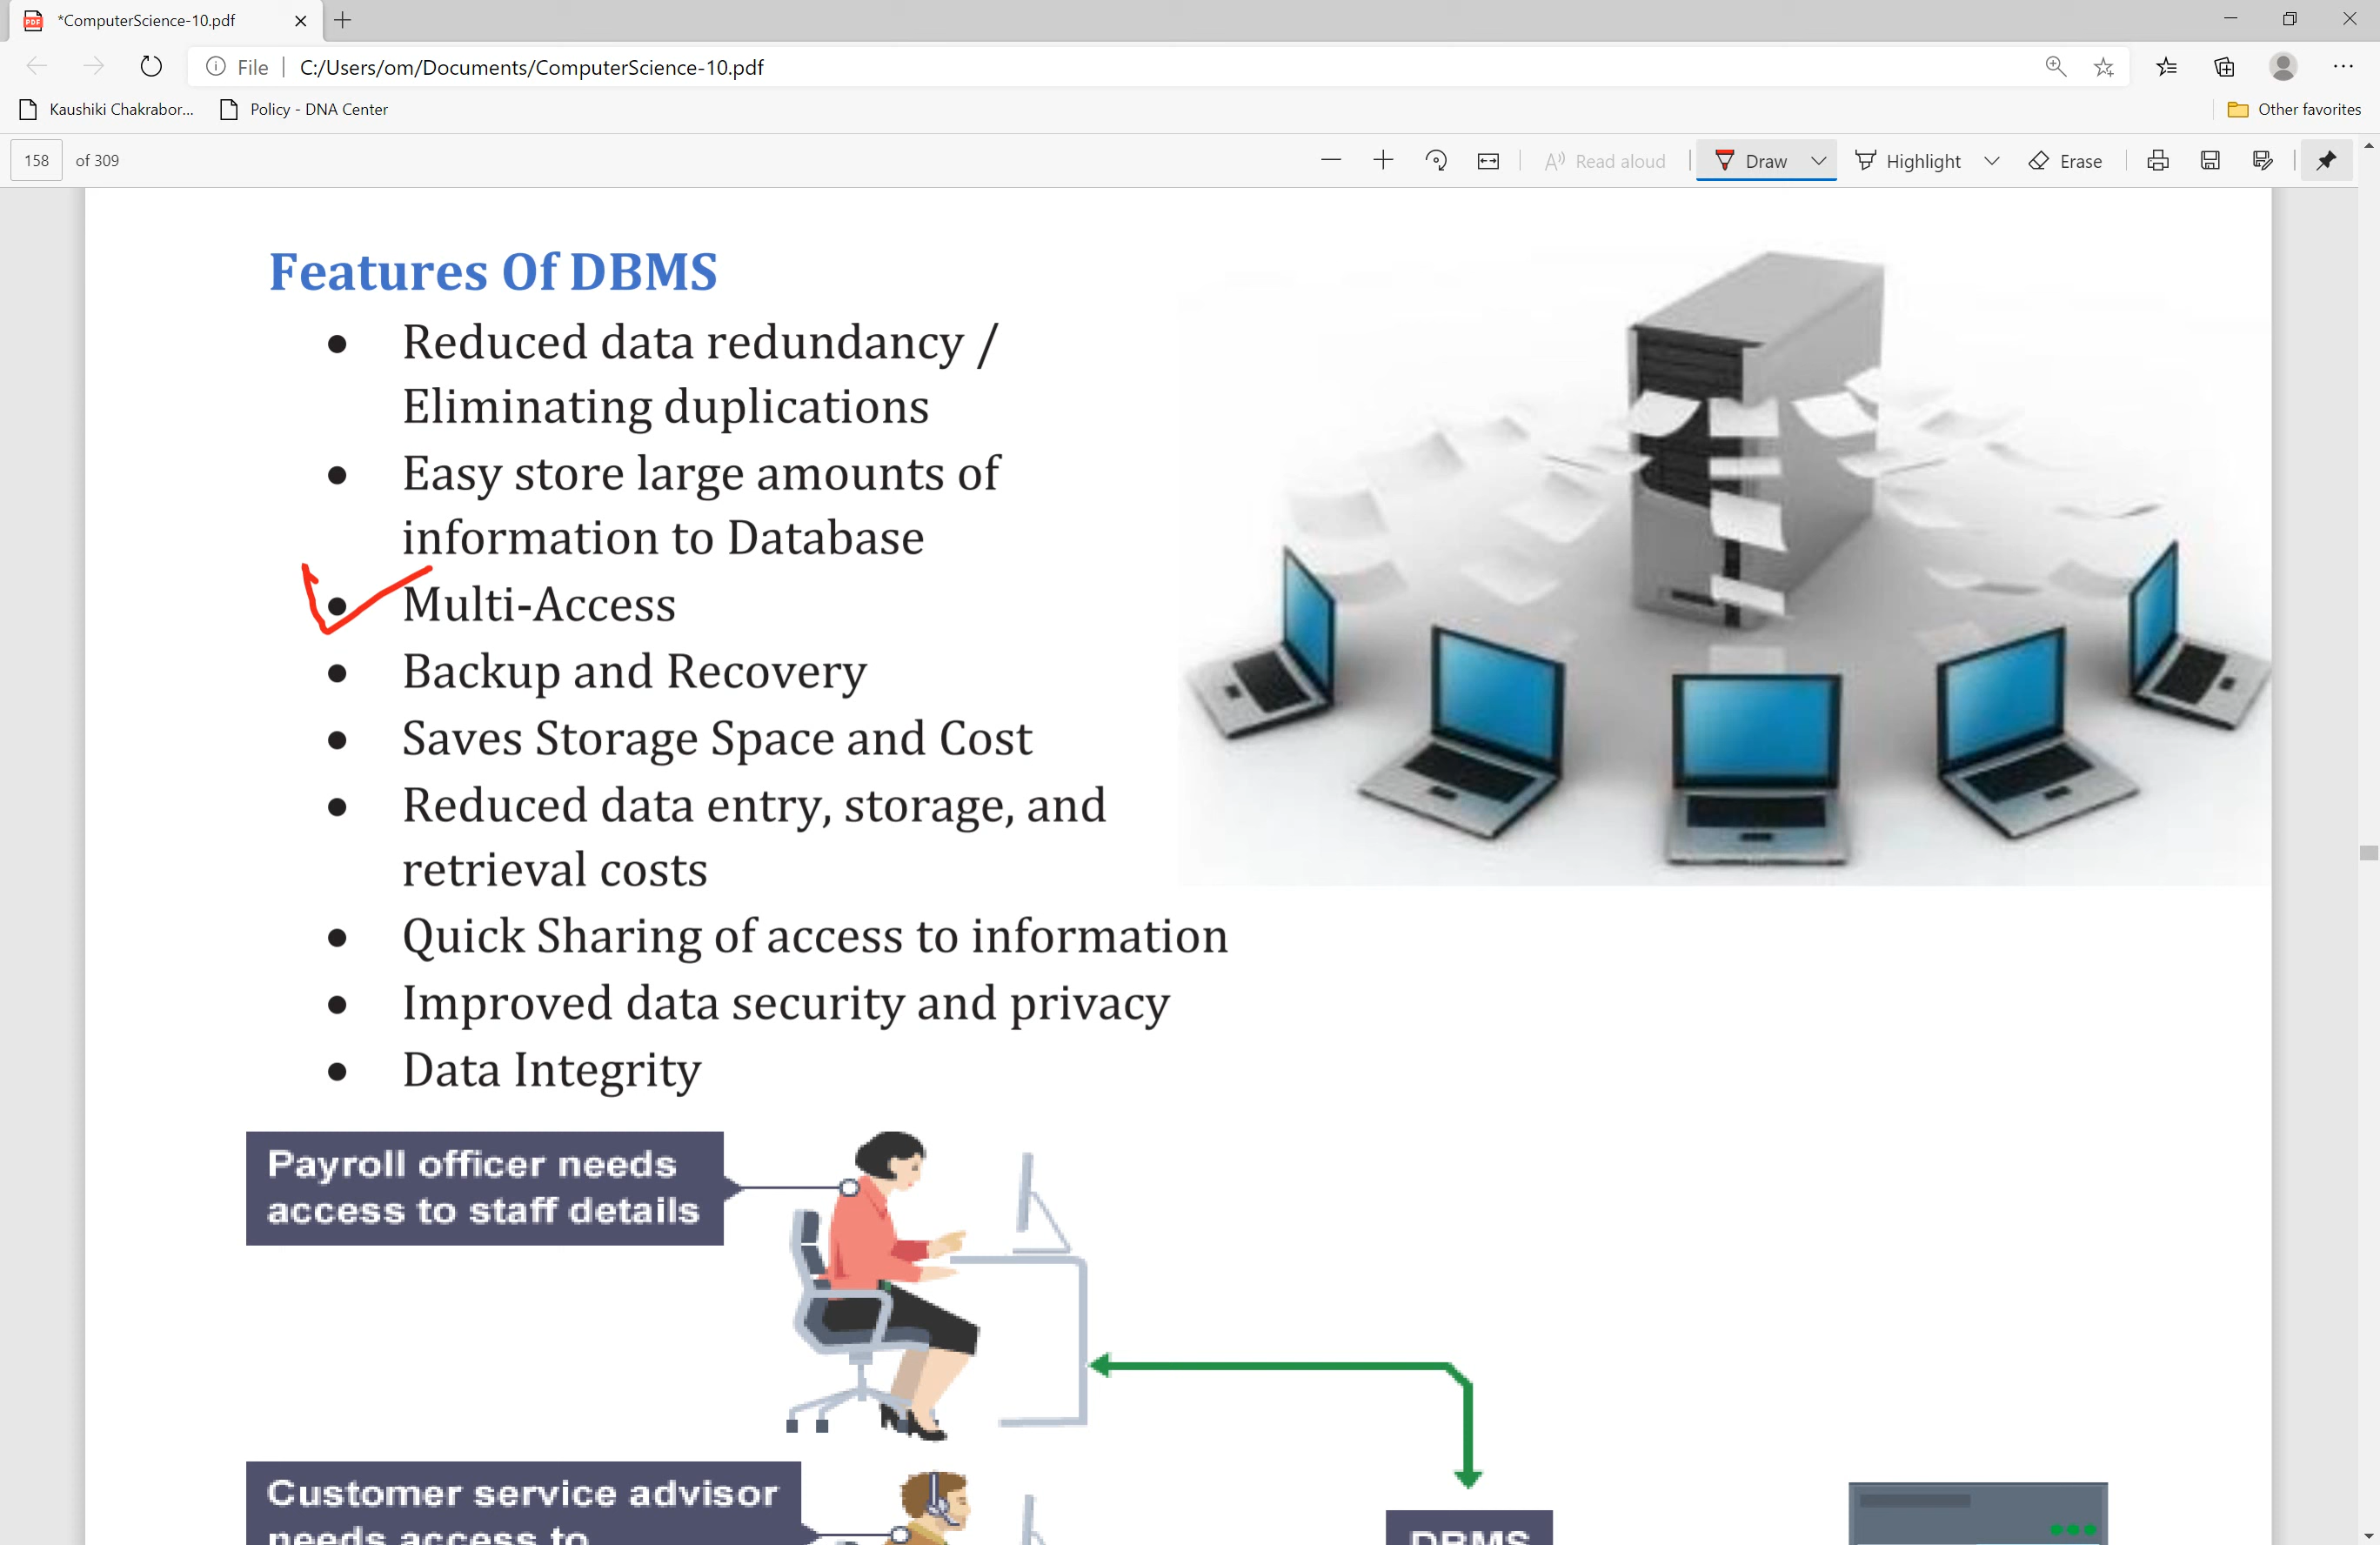 *ComputerScience-10.pdf
File | C:/Users/om/Documents/ComputerScience-10.pdf
Kaushiki Chakrabor... Policy - DNA Center Other favorites
158 of 309 Read aloud Draw Highlight Erase
Features Of DBMS
• Reduced data redundancy /
Eliminating duplications
• Easy store large amounts of
information to Database
• Multi-Access
• Backup and Recovery
• Saves Storage Space and Cost
• Reduced data entry, storage, and
retrieval costs
• Quick Sharing of access to information
• Improved data security and privacy
• Data Integrity
Payroll officer needs
access to staff details
Customer service advisor
needs access to
DBMS